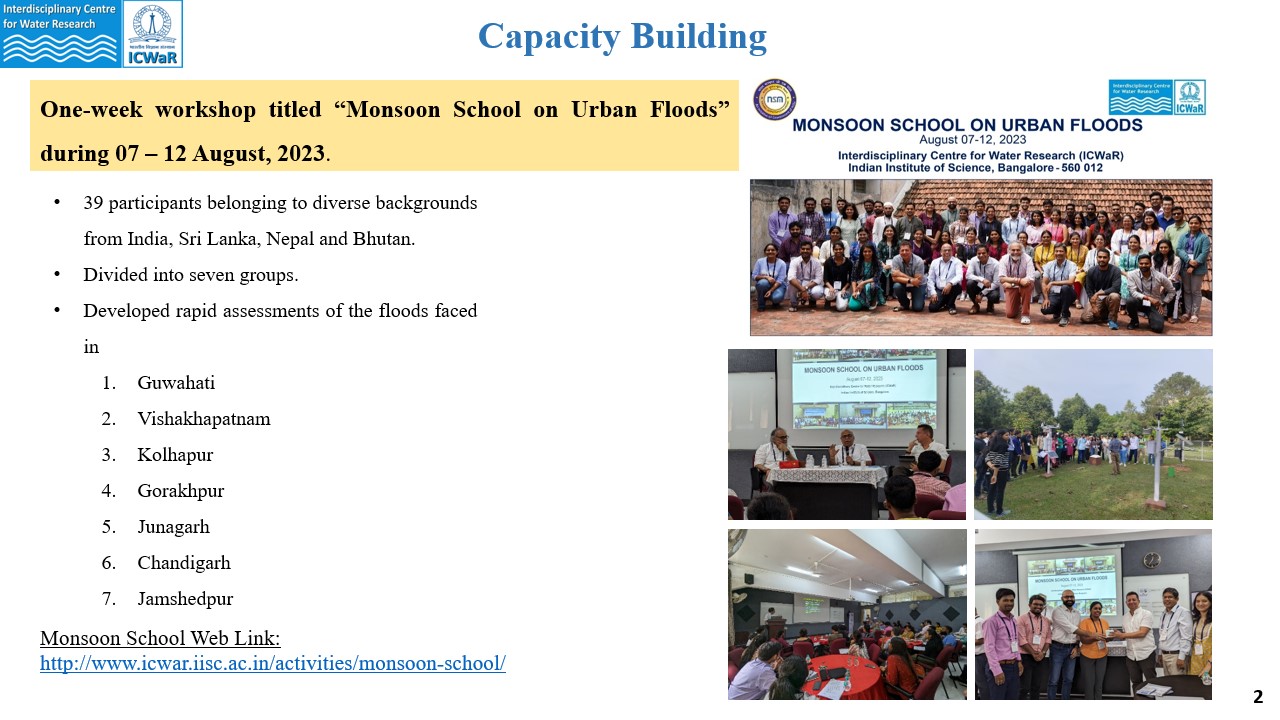 Interdisciplinary Centre
for Water Research
भारतीय विज्ञान संस्थान
ICWaR
Capacity Building
One-week workshop titled “Monsoon School on Urban Floods”
during 07 – 12 August, 2023.
• 39 participants belonging to diverse backgrounds
from India, Sri Lanka, Nepal and Bhutan.
• Divided into seven groups.
• Developed rapid assessments of the floods faced
in
1. Guwahati
2. Vishakhapatnam
3. Kolhapur
4. Gorakhpur
5. Junagarh
6. Chandigarh
7. Jamshedpur
Monsoon School Web Link:
http://www.icwar.iisc.ac.in/activities/monsoon-school/
NSM
Interdisciplinary Centre
for Water Research
ICWaR
MONSOON SCHOOL ON URBAN FLOODS
August 07-12, 2023
Interdisciplinary Centre for Water Research (ICWaR)
Indian Institute of Science, Bangalore - 560 012
MONSOON SCHOOL ON URBAN FLOODS
August 07-12, 2023
MONSOON SCHOOL ON URBAN FLOODS
2